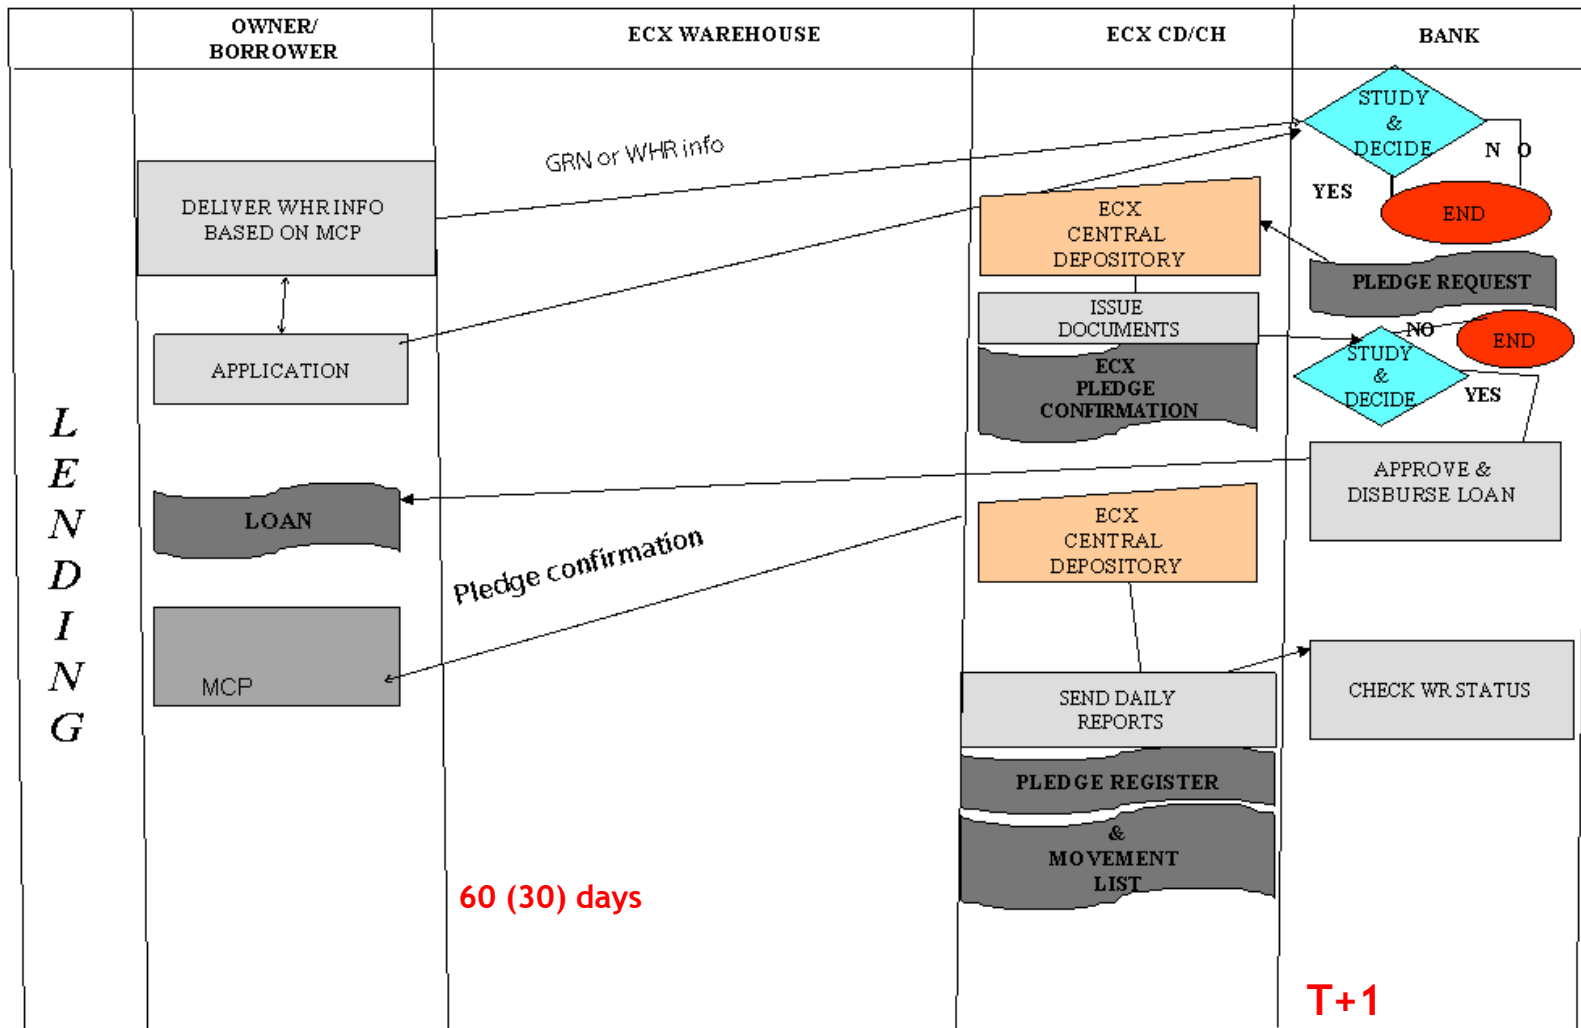 OWNER/
BORROWER
ECX WAREHOUSE
ECX CD/CH
BANK
LENDING
STUDY
&
DECIDE
N O
YES
END
GRN or WHR info
DELIVER WHR INFO
BASED ON MCP
ECX
CENTRAL
DEPOSITORY
PLEDGE REQUEST
ISSUE
DOCUMENTS
NO
END
APPLICATION
STUDY
&
DECIDE
YES
ECX
PLEDGE
CONFIRMATION
APPROVE &
DISBURSE LOAN
LOAN
ECX
CENTRAL
DEPOSITORY
Pledge confirmation
MCP
SEND DAILY
REPORTS
CHECK WR STATUS
PLEDGE REGISTER
&
MOVEMENT
LIST
60 (30) days
T+1